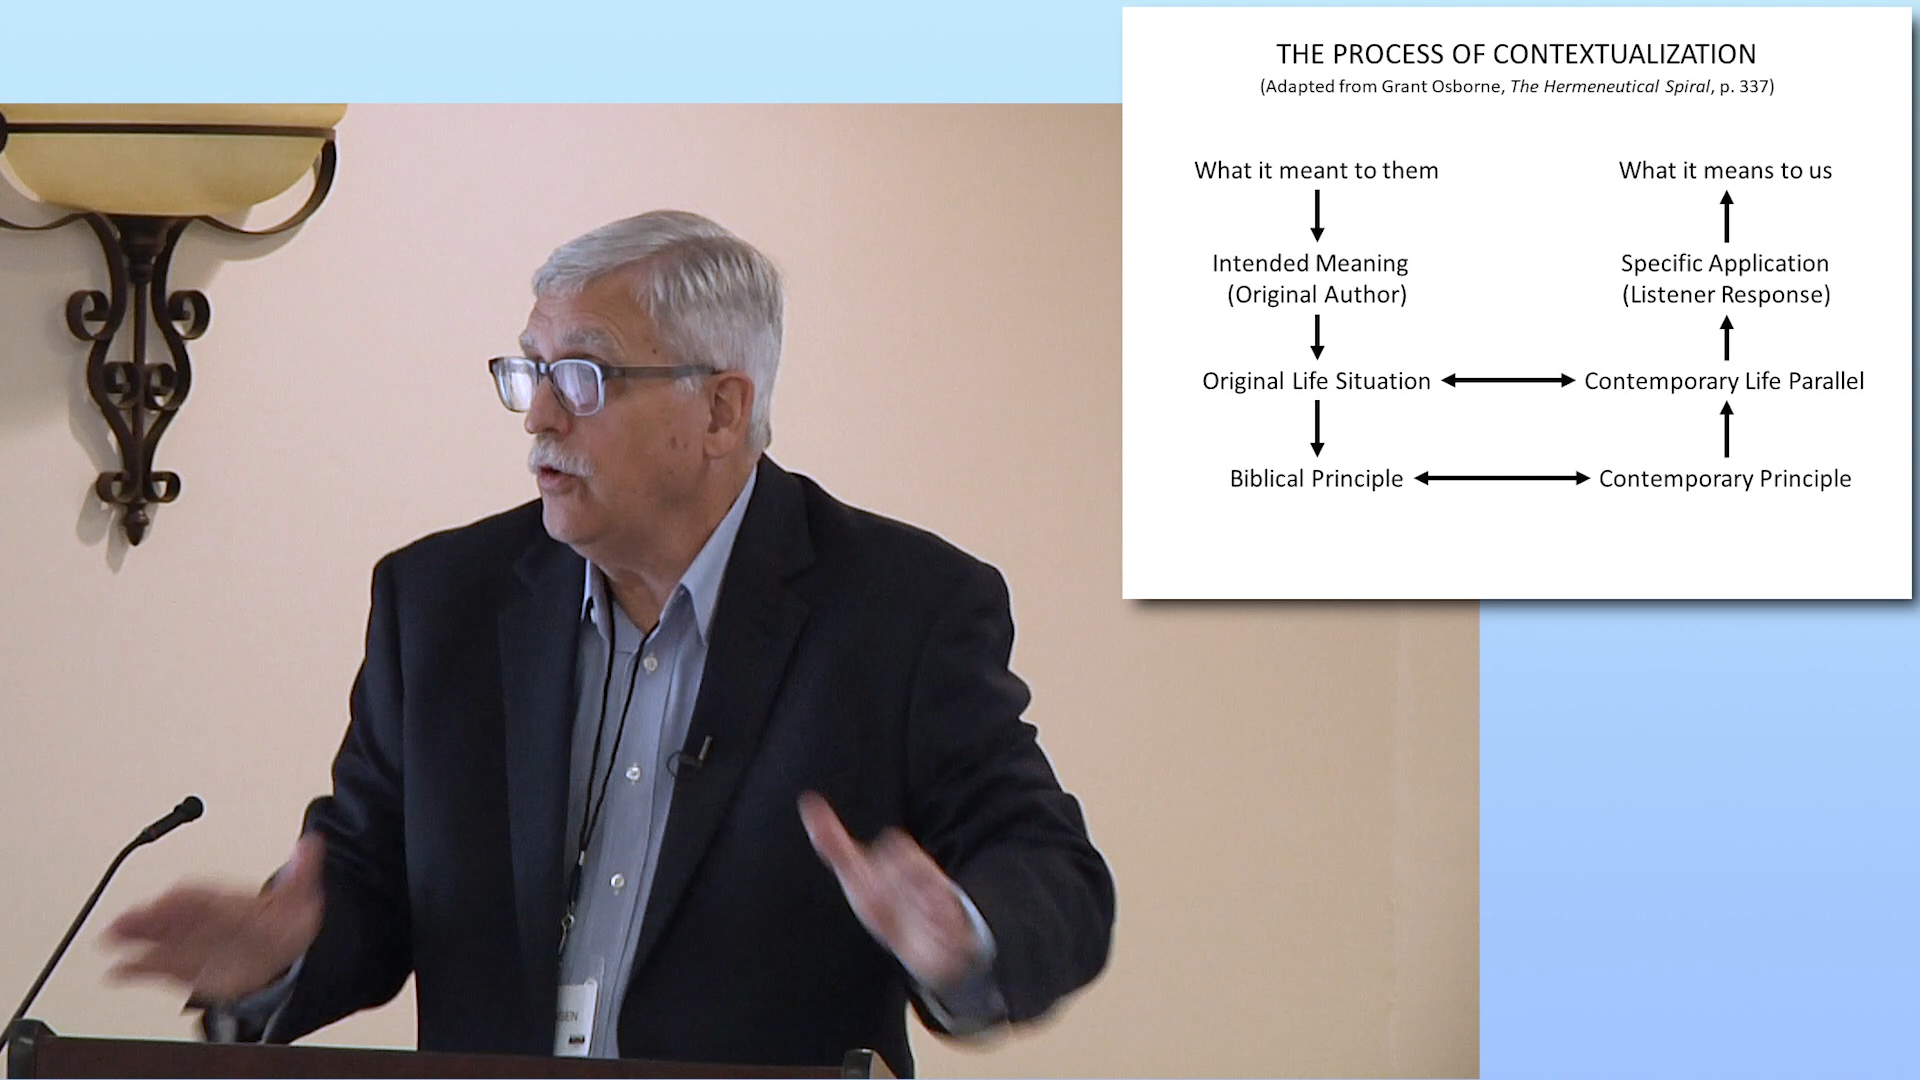 THE PROCESS OF CONTEXTUALIZATION
(Adapted from Grant Osborne, The Hermeneutical Spiral, p. 337)
What it meant to them
Intended Meaning
(Original Author)
Original Life Situation
Biblical Principle
What it means to us
Specific Application
(Listener Response)
Contemporary Life Parallel
Contemporary Principle